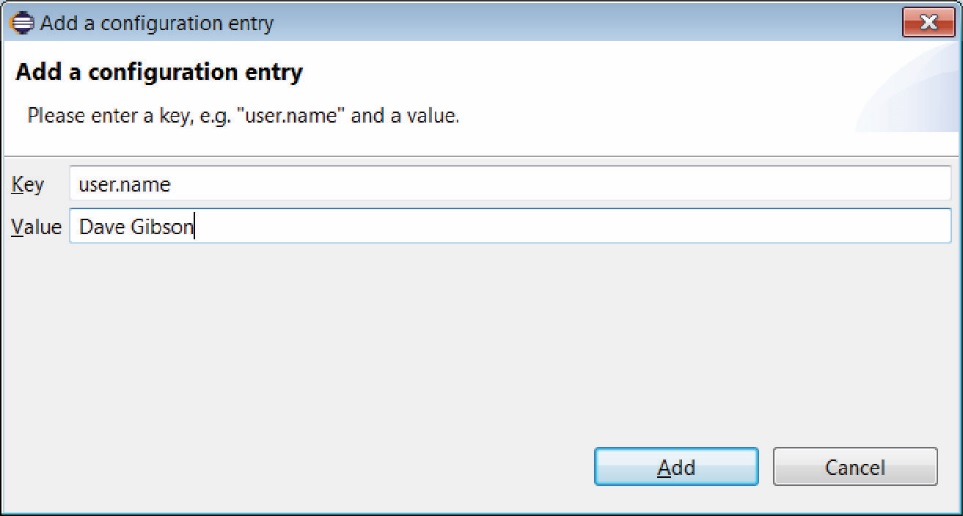 Add a configuration entry
Add a configuration entry
Please enter a key, e.g. "user.name" and a value.
Key user.name
Value Dave Gibson
Add Cancel